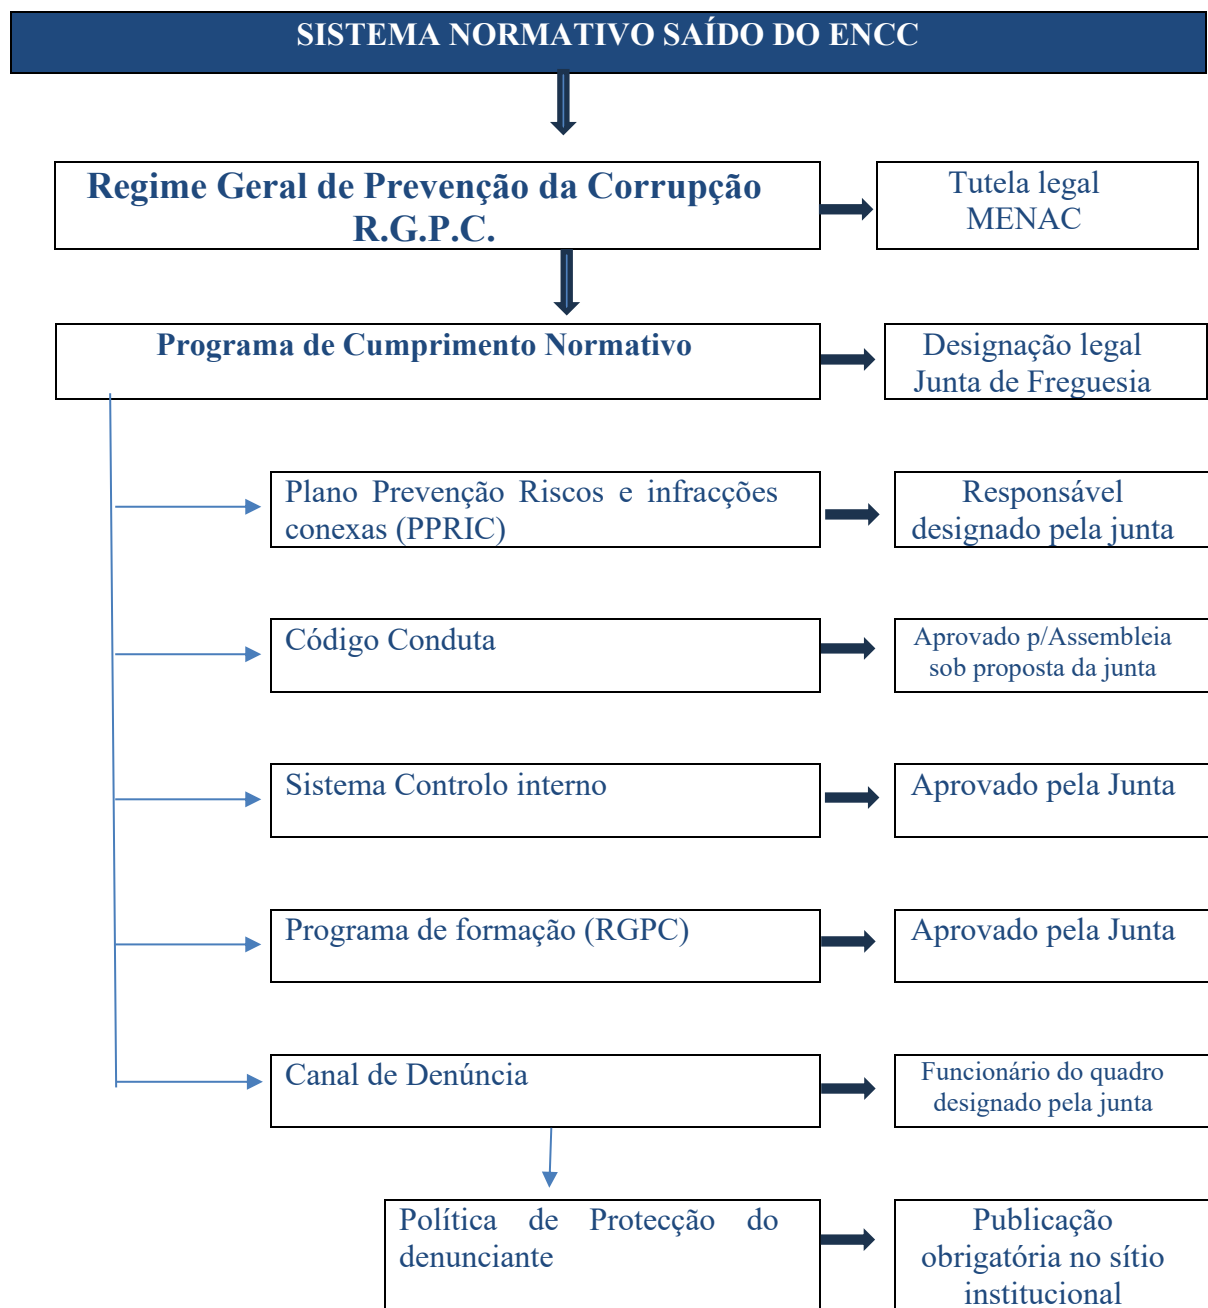 SISTEMA NORMATIVO SAÍDO DO ENCC
Regime Geral de Prevenção da Corrupção
R.G.P.C.
Tutela legal
MENAC
Programa de Cumprimento Normativo
Designação legal
Junta de Freguesia
Plano Prevenção Riscos e infracções
conexas (PPRIC)
Responsável
designado pela junta
Código Conduta
Aprovado p/Assembleia
sob proposta da junta
Sistema Controlo interno
Aprovado pela Junta
Programa de formação (RGPC)
Aprovado pela Junta
Canal de Denúncia
Funcionário do quadro
designado pela junta
Política de Protecção do
denunciante
Publicação
obrigatória no sítio
institucional